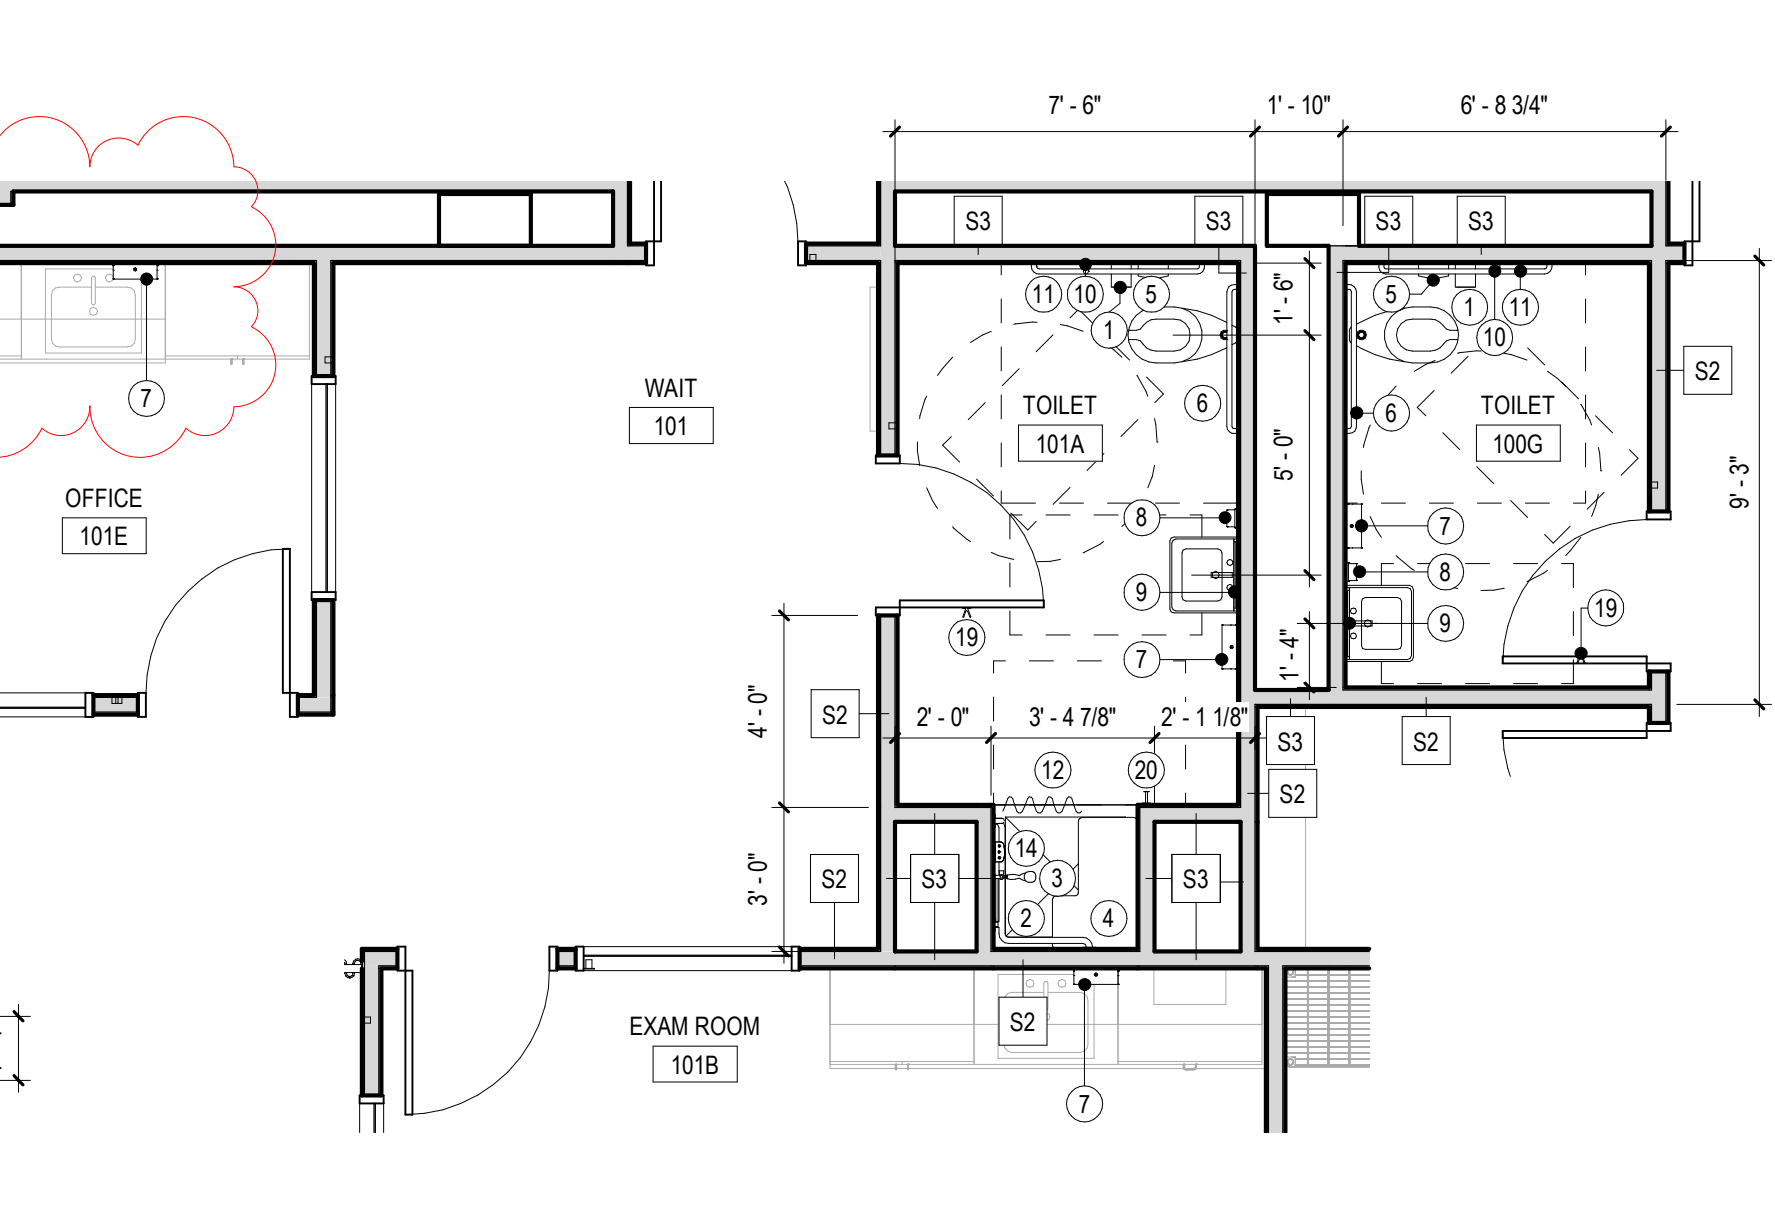 7' - 6"
1' - 10"
6' - 8 3/4"
S3
S3
S3
S3
11
10
5
1
1' - 6"
5
1
11
10
S2
7
WAIT
101
6
TOILET
101A
6
TOILET
100G
5' - 0"
9' - 3"
OFFICE
101E
8
7
8
9
9
19
19
7
1' - 4"
4' - 0"
S2
2' - 0"
3' - 4 7/8"
2' - 1 1/8"
S3
S2
12
20
S2
14
3' - 0"
S2
S3
3
S3
2
4
EXAM ROOM
101B
S2
7